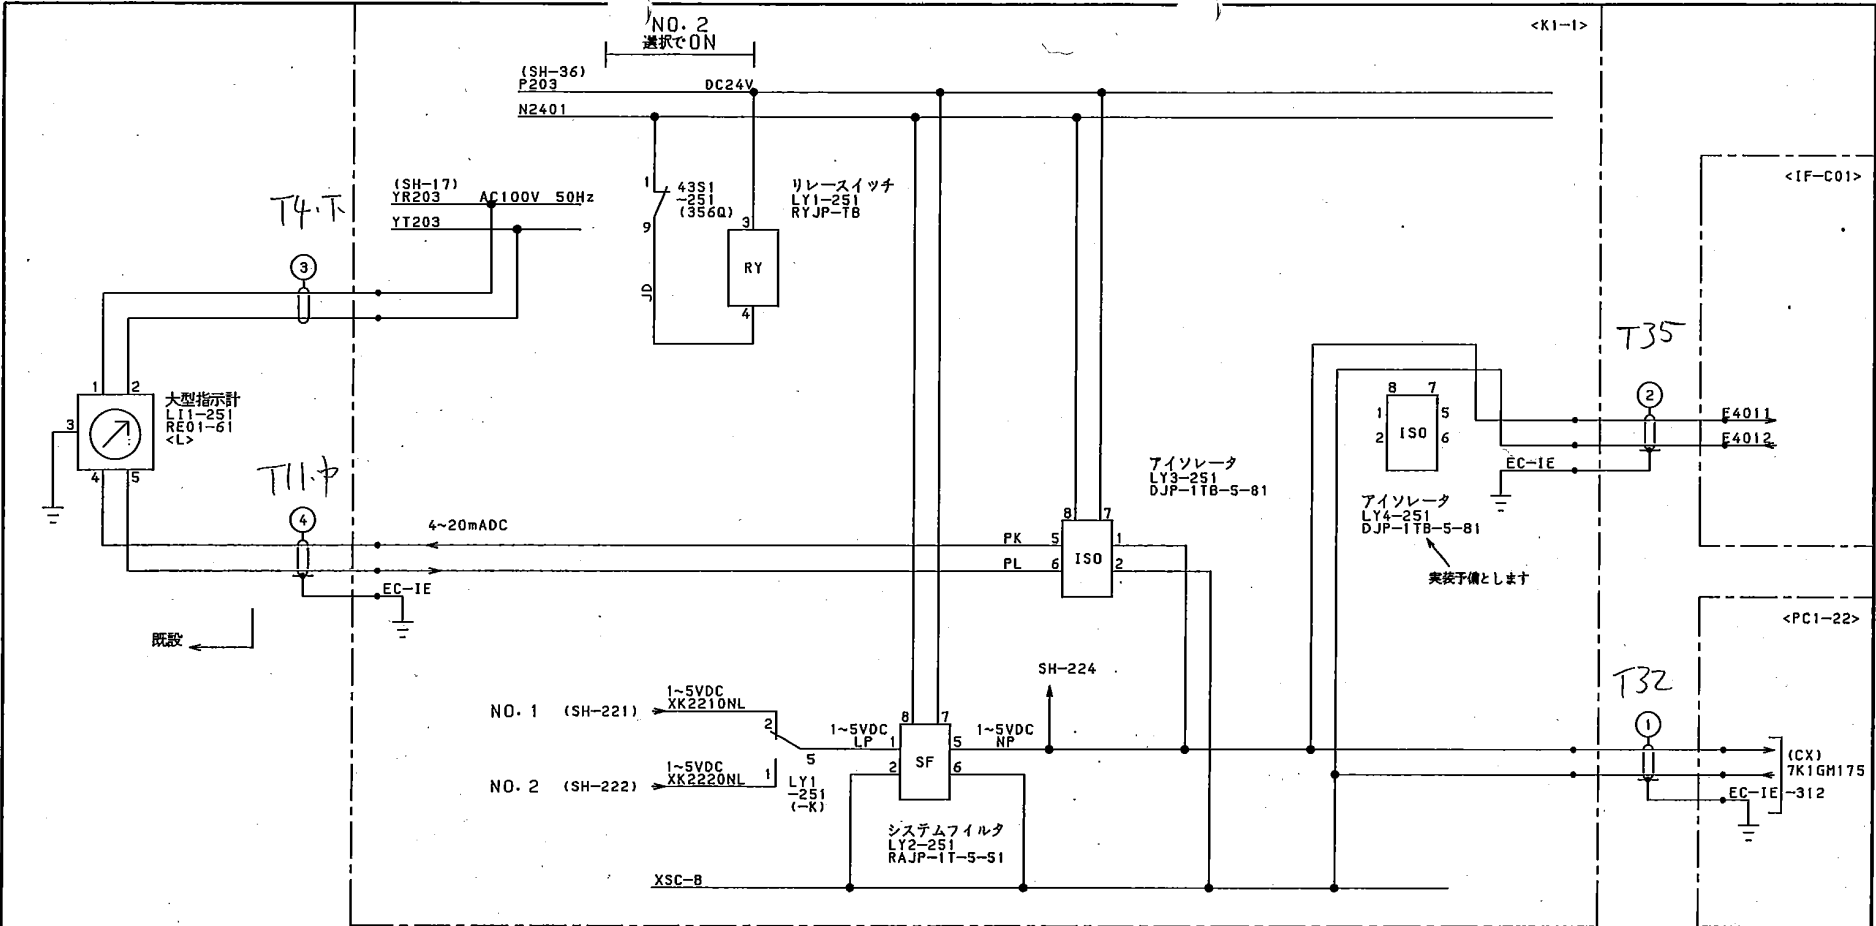 NO. 2
選択でON
<K1-1>
(SH-36)
P203
DC24V
N2401
<IF-C01>
(SH-17)
YR203
AC100V 50Hz
YT203
T4.下
3
1
43S1
-251
(356Q)
9
JD
リレースイッチ
LY1-251
RYJP-TB
3
RY
4
T35
2
8
7
1
5
2
6
ISO
E4011
E4012
EC-IE
アイソレータ
LY4-251
DJP-1TB-5-81
実装予備とします
1
2
3
大型指示計
LI1-251
RE01-61
<L>
4
5
T11.中
4
4~20mADC
PK
PL
EC-IE
アイソレータ
LY3-251
DJP-1TB-5-81
8
7
5
1
6
2
ISO
既設
<PC1-22>
SH-224
T32
1
NO. 1
(SH-221)
1~5VDC
XK2210NL
2
5
NO. 2
(SH-222)
1~5VDC
XK2220NL
1
LY1
-251
(-K)
1~5VDC
LP
8
7
1
5
2
6
SF
1~5VDC
NP
システムフィルタ
LY2-251
RAJP-1T-5-S1
(CX)
7K1GM175
-312
EC-IE
XSC-B